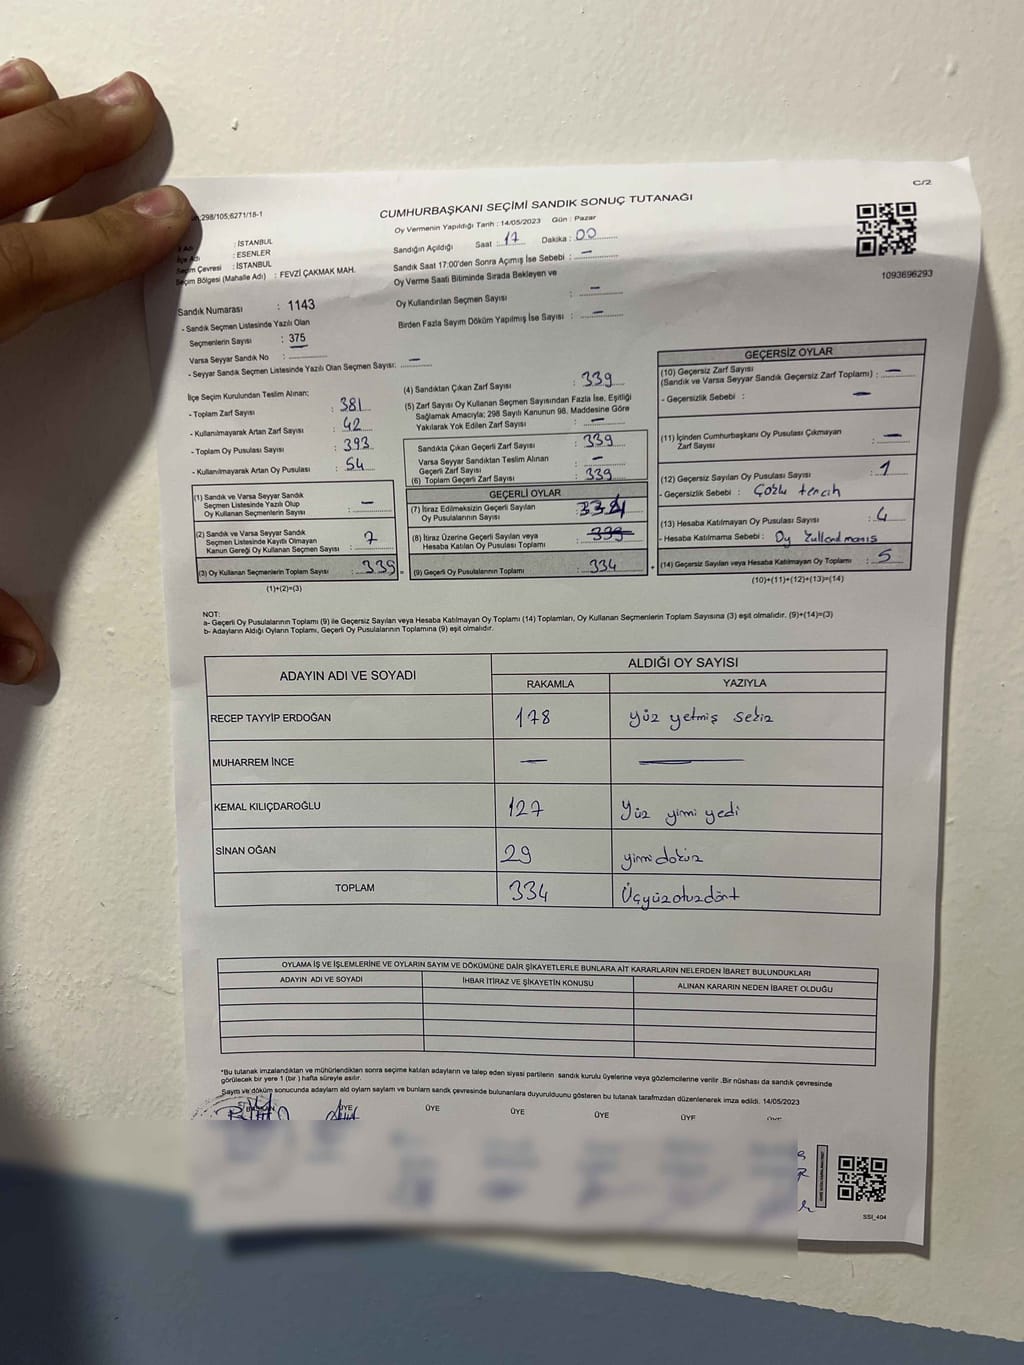 C/2
298/105;6271/18-1
CUMHURBAŞKANI SEÇİMİ SANDIK SONUÇ TUTANAĞI
Oy Vermenin Yapıldığı Tarih : 14/05/2023 Gün : Pazar
: İSTANBUL
: ESENLER
Seçim Çevresi : İSTANBUL
Seçim Bölgesi (Mahalle Adı) : FEVZİ ÇAKMAK MAH.
Sandığın Açıldığı Saat : 17 Dakika : 00
Sandık Saat 17:00'den Sonra Açımış İse Sebebi : —
Oy Verme Saati Bitiminde Sırada Bekleyen ve
Oy Kullandırılan Seçmen Sayısı : —
Birden Fazla Sayım Döküm Yapılmış İse Sayısı : —
1093696293
Sandık Numarası : 1143
- Sandık Seçmen Listesinde Yazılı Olan
Seçmenlerin Sayısı : 375
Varsa Seyyar Sandık No :
- Seyyar Sandık Seçmen Listesinde Yazılı Olan Seçmen Sayısı: —
İlçe Seçim Kurulundan Teslim Alınan;
- Toplam Zarf Sayısı : 381
- Kullanılmayarak Artan Zarf Sayısı : 42
- Toplam Oy Pusulası Sayısı : 393
- Kullanılmayarak Artan Oy Pusulası : 54
(1) Sandık ve Varsa Seyyar Sandık
Seçmen Listesinde Yazılı Olup
Oy Kullanan Seçmenlerin Sayısı : —
(2) Sandık ve Varsa Seyyar Sandık
Seçmen Listesinde Kayıtlı Olmayan
Kanun Gereği Oy Kullanan Seçmen Sayısı : 7
(3) Oy Kullanan Seçmenlerin Toplam Sayısı : 339
(1)+(2)=(3)
(4) Sandıktan Çıkan Zarf Sayısı : 339
(5) Zarf Sayısı Oy Kullanan Seçmen Sayısından Fazla İse, Eşitliği
Sağlamak Amacıyla; 298 Sayılı Kanunun 98. Maddesine Göre
Yakılarak Yok Edilen Zarf Sayısı : —
Sandıkta Çıkan Geçerli Zarf Sayısı : 339
Varsa Seyyar Sandıktan Teslim Alınan
Geçerli Zarf Sayısı : —
(6) Toplam Geçerli Zarf Sayısı : 339
GEÇERLİ OYLAR
(7) İtiraz Edilmeksizin Geçerli Sayılan
Oy Pusulalarının Sayısı : 334
(8) İtiraz Üzerine Geçerli Sayılan veya
Hesaba Katılan Oy Pusulası Toplamı : 339
(9) Geçerli Oy Pusulalarının Toplamı : 334
GEÇERSİZ OYLAR
(10) Geçersiz Zarf Sayısı
(Sandık ve Varsa Seyyar Sandık Geçersiz Zarf Toplamı) : —
- Geçersizlik Sebebi : —
(11) İçinden Cumhurbaşkanı Oy Pusulası Çıkmayan
Zarf Sayısı : —
(12) Geçersiz Sayılan Oy Pusulası Sayısı : 1
- Geçersizlik Sebebi : Çoklu tercih
(13) Hesaba Katılmayan Oy Pusulası Sayısı : 4
- Hesaba Katılmama Sebebi : Oy kullanılmamış
(14) Geçersiz Sayılan veya Hesaba Katılmayan Oy Toplamı : 5
(10)+(11)+(12)+(13)=(14)
NOT:
a- Geçerli Oy Pusulalarının Toplamı (9) ile Geçersiz Sayılan veya Hesaba Katılmayan Oy Toplamı (14) Toplamları, Oy Kullanan Seçmenlerin Toplam Sayısına (3) eşit olmalıdır. (9)+(14)=(3)
b- Adayların Aldığı Oyların Toplamı, Geçerli Oy Pusulalarının Toplamına (9) eşit olmalıdır.
ADAYIN ADI VE SOYADI ALDIĞI OY SAYISI
RAKAMLA YAZIYLA
RECEP TAYYİP ERDOĞAN 178 yüz yetmiş sekiz
MUHARREM İNCE — —
KEMAL KILIÇDAROĞLU 127 Yüz yirmi yedi
SİNAN OĞAN 29 yirmi dokuz
TOPLAM 334 Üçyüzotuzdört
OYLAMA İŞ VE İŞLEMLERİNE VE OYLARIN SAYIM VE DÖKÜMÜNE DAİR ŞİKAYETLERLE BUNLARA AİT KARARLARIN NELERDEN İBARET BULUNDUKLARI
ADAYIN ADI VE SOYADI İHBAR İTİRAZ VE ŞİKAYETİN KONUSU ALINAN KARARIN NEDEN İBARET OLDUĞU
*Bu tutanak imzalandıktan ve mühürlendikten sonra seçime katılan adayların ve talep eden siyasi partilerin sandık kurulu üyelerine veya gözlemcilerine verilir .Bir nüshası da sandık çevresinde
görülecek bir yere 1 (bir ) hafta süreyle asılır.
Sayım ve döküm sonucunda adayların ald oyların sayların ve bunların sandık çevresinde bulunanlara duyurulduunu gösteren bu tutanak tarafmızdan düzenlenerek imza edildi. 14/05/2023
ÜYE ÜYE ÜYE ÜYE ÜYE ÜYE
SSI_404